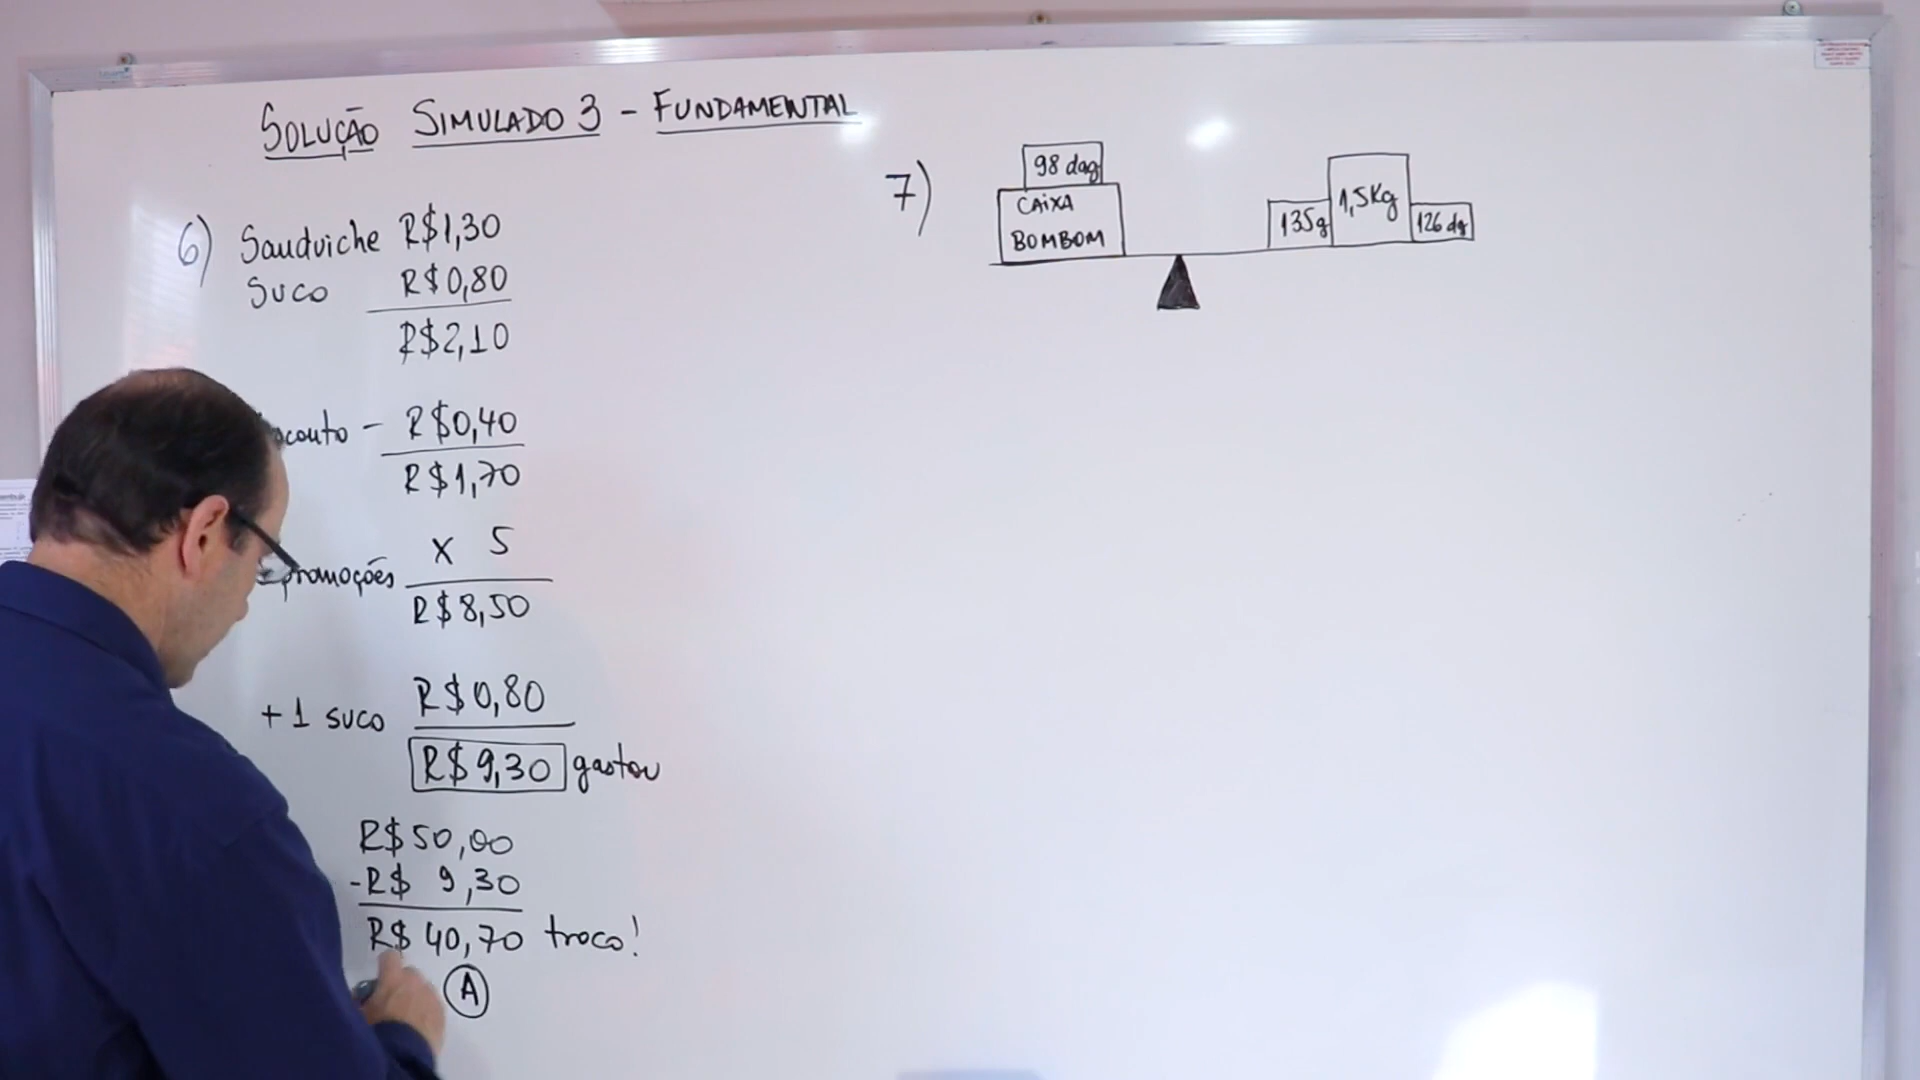 SOLUÇÃO SIMULADO 3 - FUNDAMENTAL
6) Sanduiche R$1,30
Suco R$0,80
R$2,10
- R$0,40
R$1,70
x 5
promoções
R$8,50
+ 1 suco R$0,80
R$9,30 gastou
R$50,00
-R$ 9,30
R$ 40,70 troco!
A
7)
98 dag
CAIXA
BOMBOM
135g 1,5Kg 126 dg